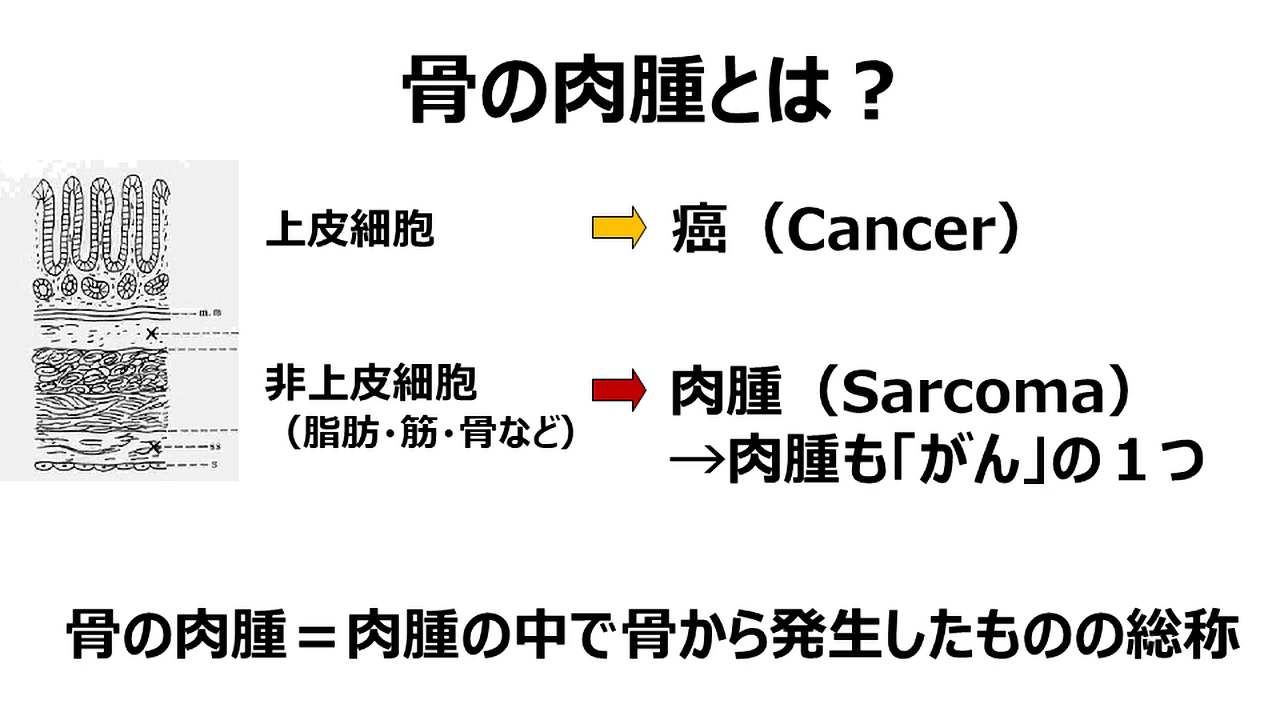 骨の肉腫とは？
上皮細胞
癌（Cancer）
m.m
非上皮細胞
（脂肪・筋・骨など）
肉腫（Sarcoma）
→肉腫も「がん」の１つ
ss
s
骨の肉腫＝肉腫の中で骨から発生したものの総称